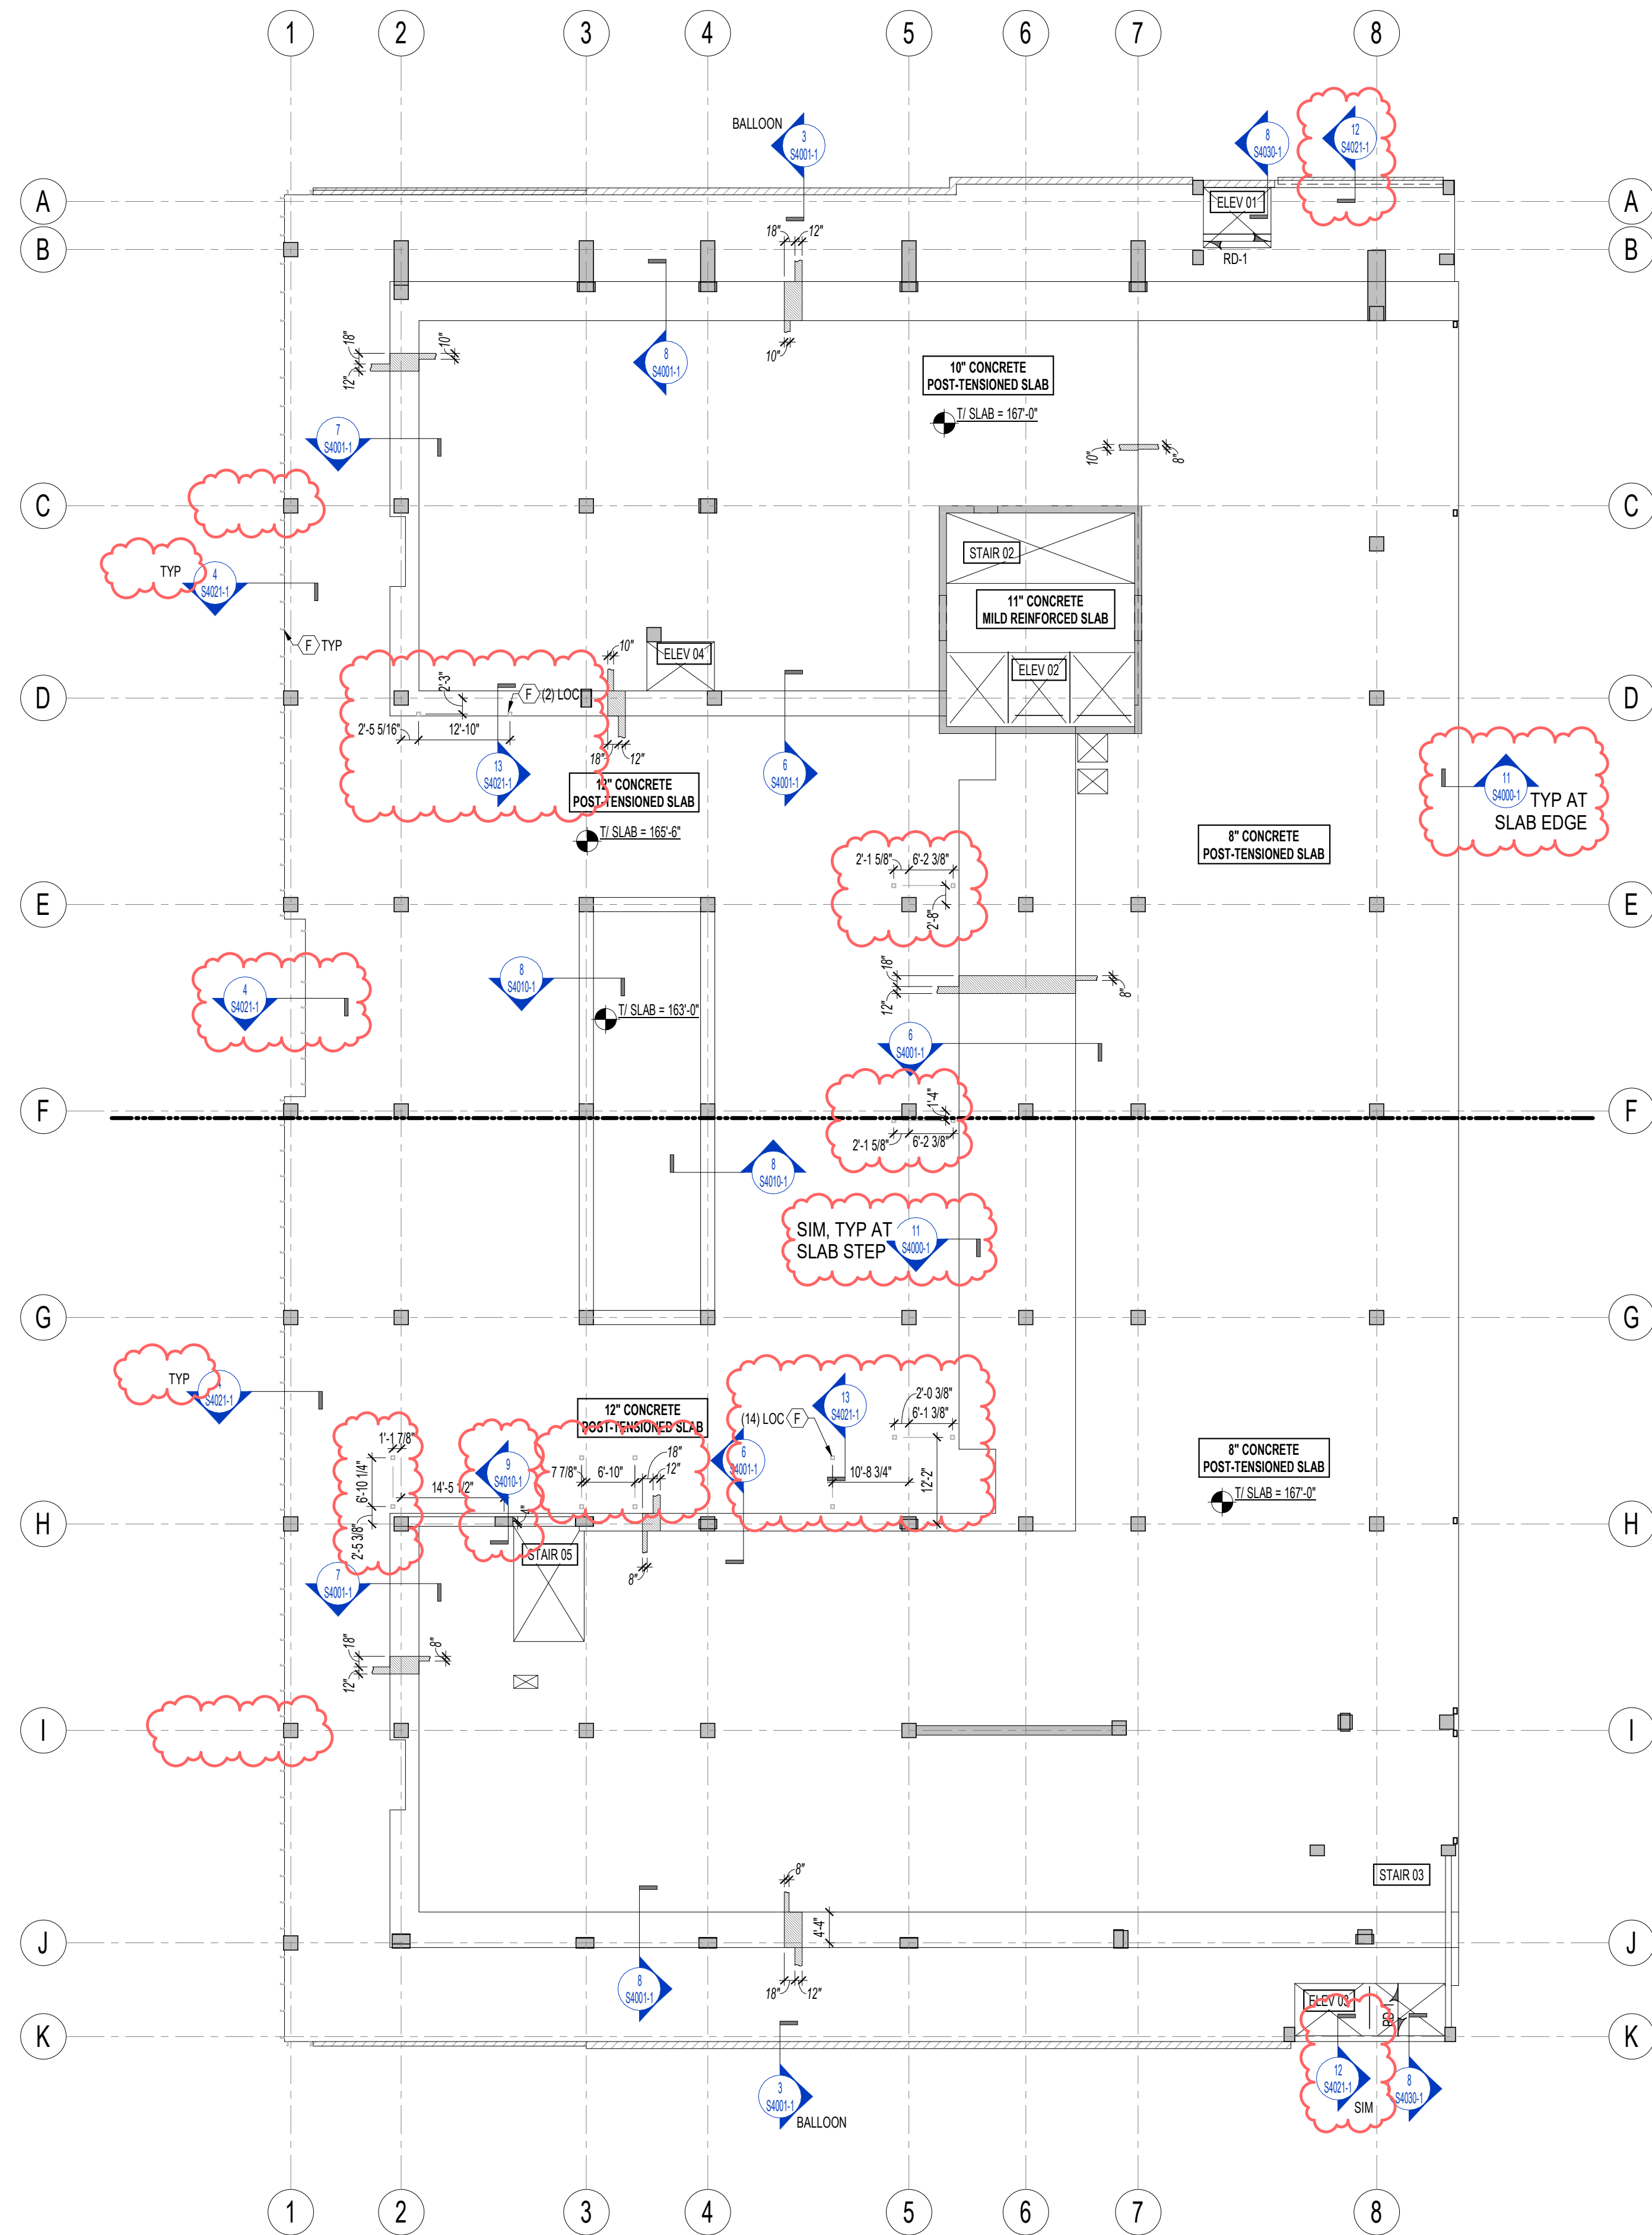 1 2 3 4 5 6 7 8
BALLOON
3
S4001-1
8
S4030-1
12
S4021-1
A
A
ELEV 01
B
B
18" 12"
RD-1
18"
10"
12"
8
S4001-1
10"
10" CONCRETE
POST-TENSIONED SLAB
T/ SLAB = 167'-0"
7
S4001-1
10"
8"
C
C
TYP
4
S4021-1
STAIR 02
11" CONCRETE
MILD REINFORCED SLAB
F TYP
10"
ELEV 04
ELEV 02
D
D
2'-3"
F (2) LOC
2'-5 5/16"
12'-10"
18" 12"
13
S4021-1
6
S4001-1
12" CONCRETE
POST-TENSIONED SLAB
T/ SLAB = 165'-6"
11
S4000-1
TYP AT
SLAB EDGE
8" CONCRETE
POST-TENSIONED SLAB
2'-1 5/8" 6'-2 3/8"
2'-8"
E
E
4
S4021-1
8
S4010-1
T/ SLAB = 163'-0"
18"
12"
8"
6
S4001-1
F
F
1'-4"
2'-1 5/8" 6'-2 3/8"
8
S4010-1
SIM, TYP AT
SLAB STEP
11
S4000-1
G
G
TYP
4
S4021-1
12" CONCRETE
POST-TENSIONED SLAB
(14) LOC F
13
S4021-1
2'-0 3/8"
6'-1 3/8"
1'-1 7/8"
6'-10 1/4"
14'-5 1/2"
9
S4010-1
7 7/8" 6'-10"
18"
12"
6
S4001-1
10'-8 3/4"
12'-2"
8" CONCRETE
POST-TENSIONED SLAB
T/ SLAB = 167'-0"
H
H
2'-5 3/8"
4"
STAIR 05
8"
7
S4001-1
18"
12"
8"
I
I
8"
STAIR 03
4'-4"
J
J
8
S4001-1
18" 12"
ELEV 03
RD-1
K
K
3
S4001-1
BALLOON
12
S4021-1
SIM
8
S4030-1
1 2 3 4 5 6 7 8